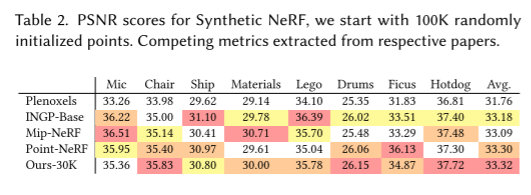 Table 2. PSNR scores for Synthetic NeRF, we start with 100K randomly
initialized points. Competing metrics extracted from respective papers.
Mic Chair Ship Materials Lego Drums Ficus Hotdog Avg.
Plenoxels 33.26 33.98 29.62 29.14 34.10 25.35 31.83 36.81 31.76
INGP-Base 36.22 35.00 31.10 29.78 36.39 26.02 33.51 37.40 33.18
Mip-NeRF 36.51 35.14 30.41 30.71 35.70 25.48 33.29 37.48 33.09
Point-NeRF 35.95 35.40 30.97 29.61 35.04 26.06 36.13 37.30 33.30
Ours-30K 35.36 35.83 30.80 30.00 35.78 26.15 34.87 37.72 33.32